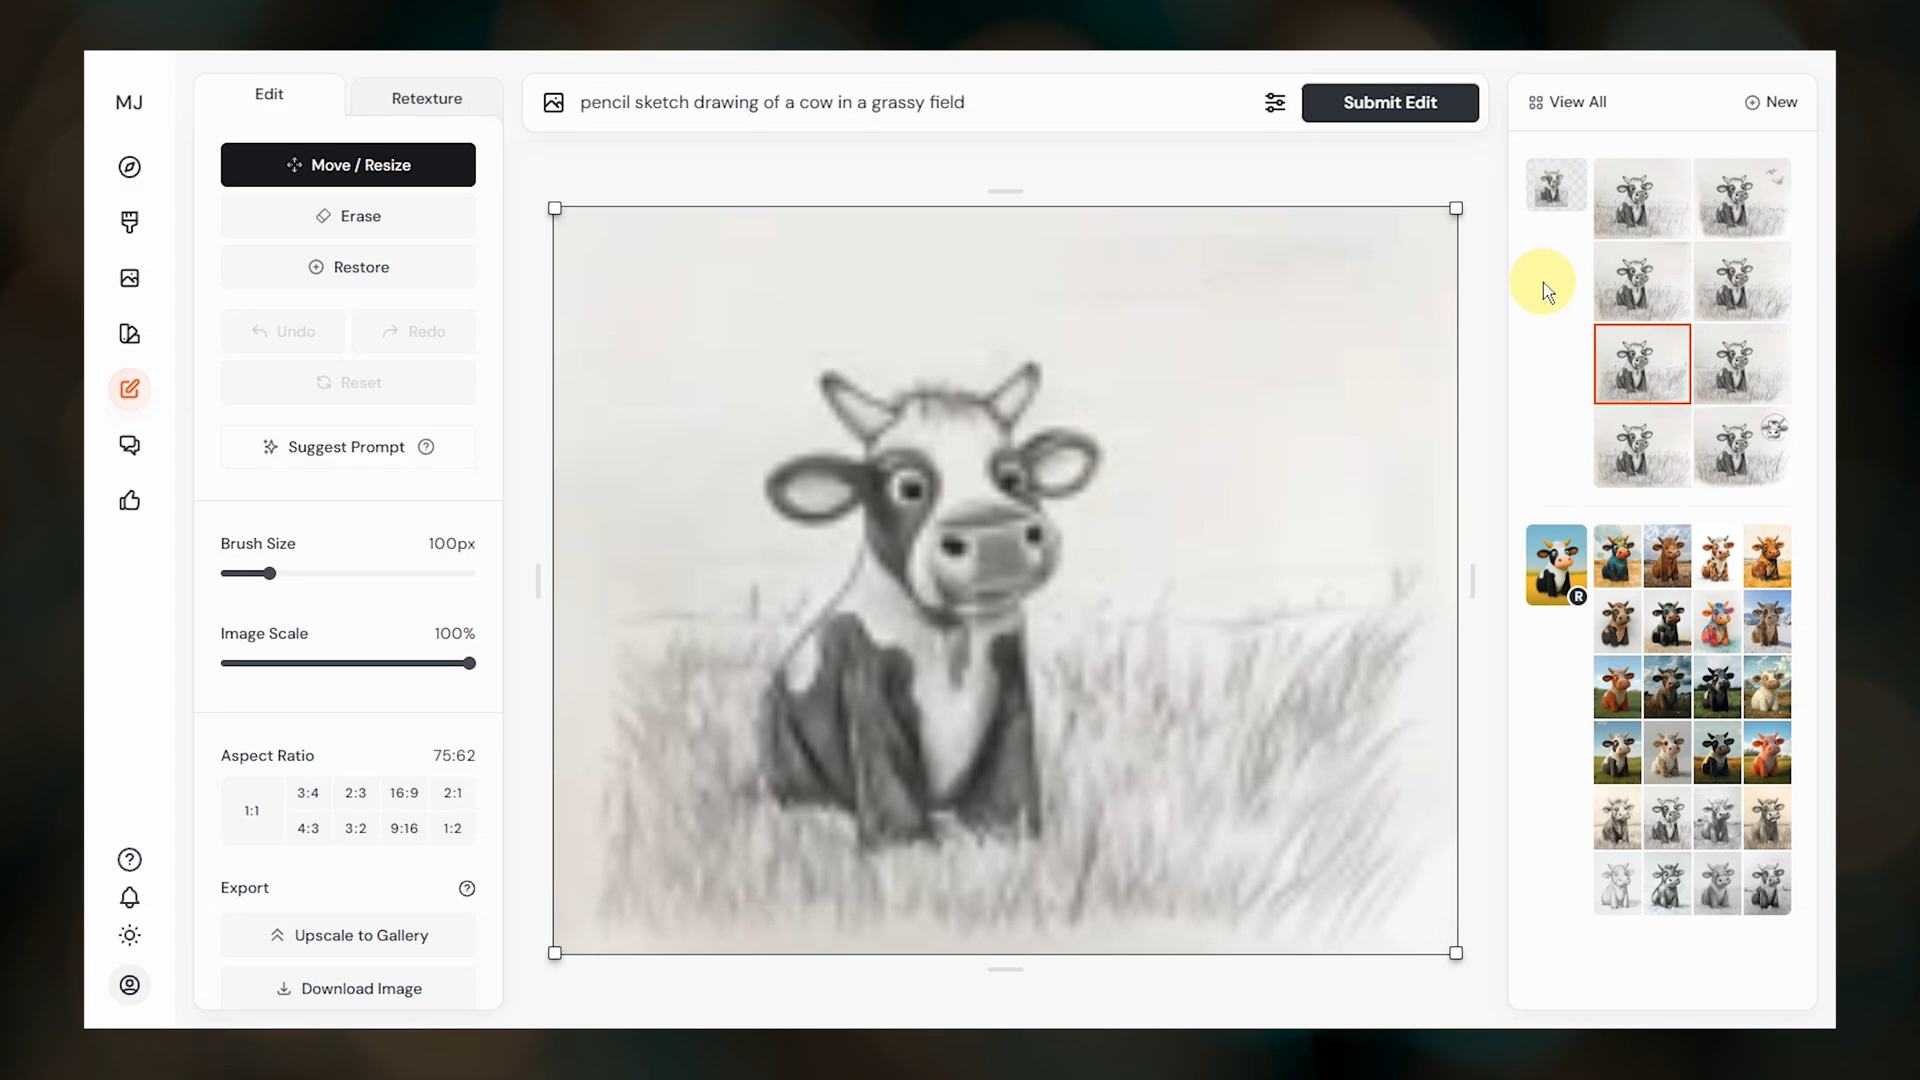 MJ
Edit
Retexture
pencil sketch drawing of a cow in a grassy field
Submit Edit
View All
New
Move / Resize
Erase
Restore
Undo
Redo
Reset
Suggest Prompt
Brush Size 100px
Image Scale 100%
Aspect Ratio 75:62
1:1
3:4 2:3 16:9 2:1
4:3 3:2 9:16 1:2
Export
Upscale to Gallery
Download Image
R